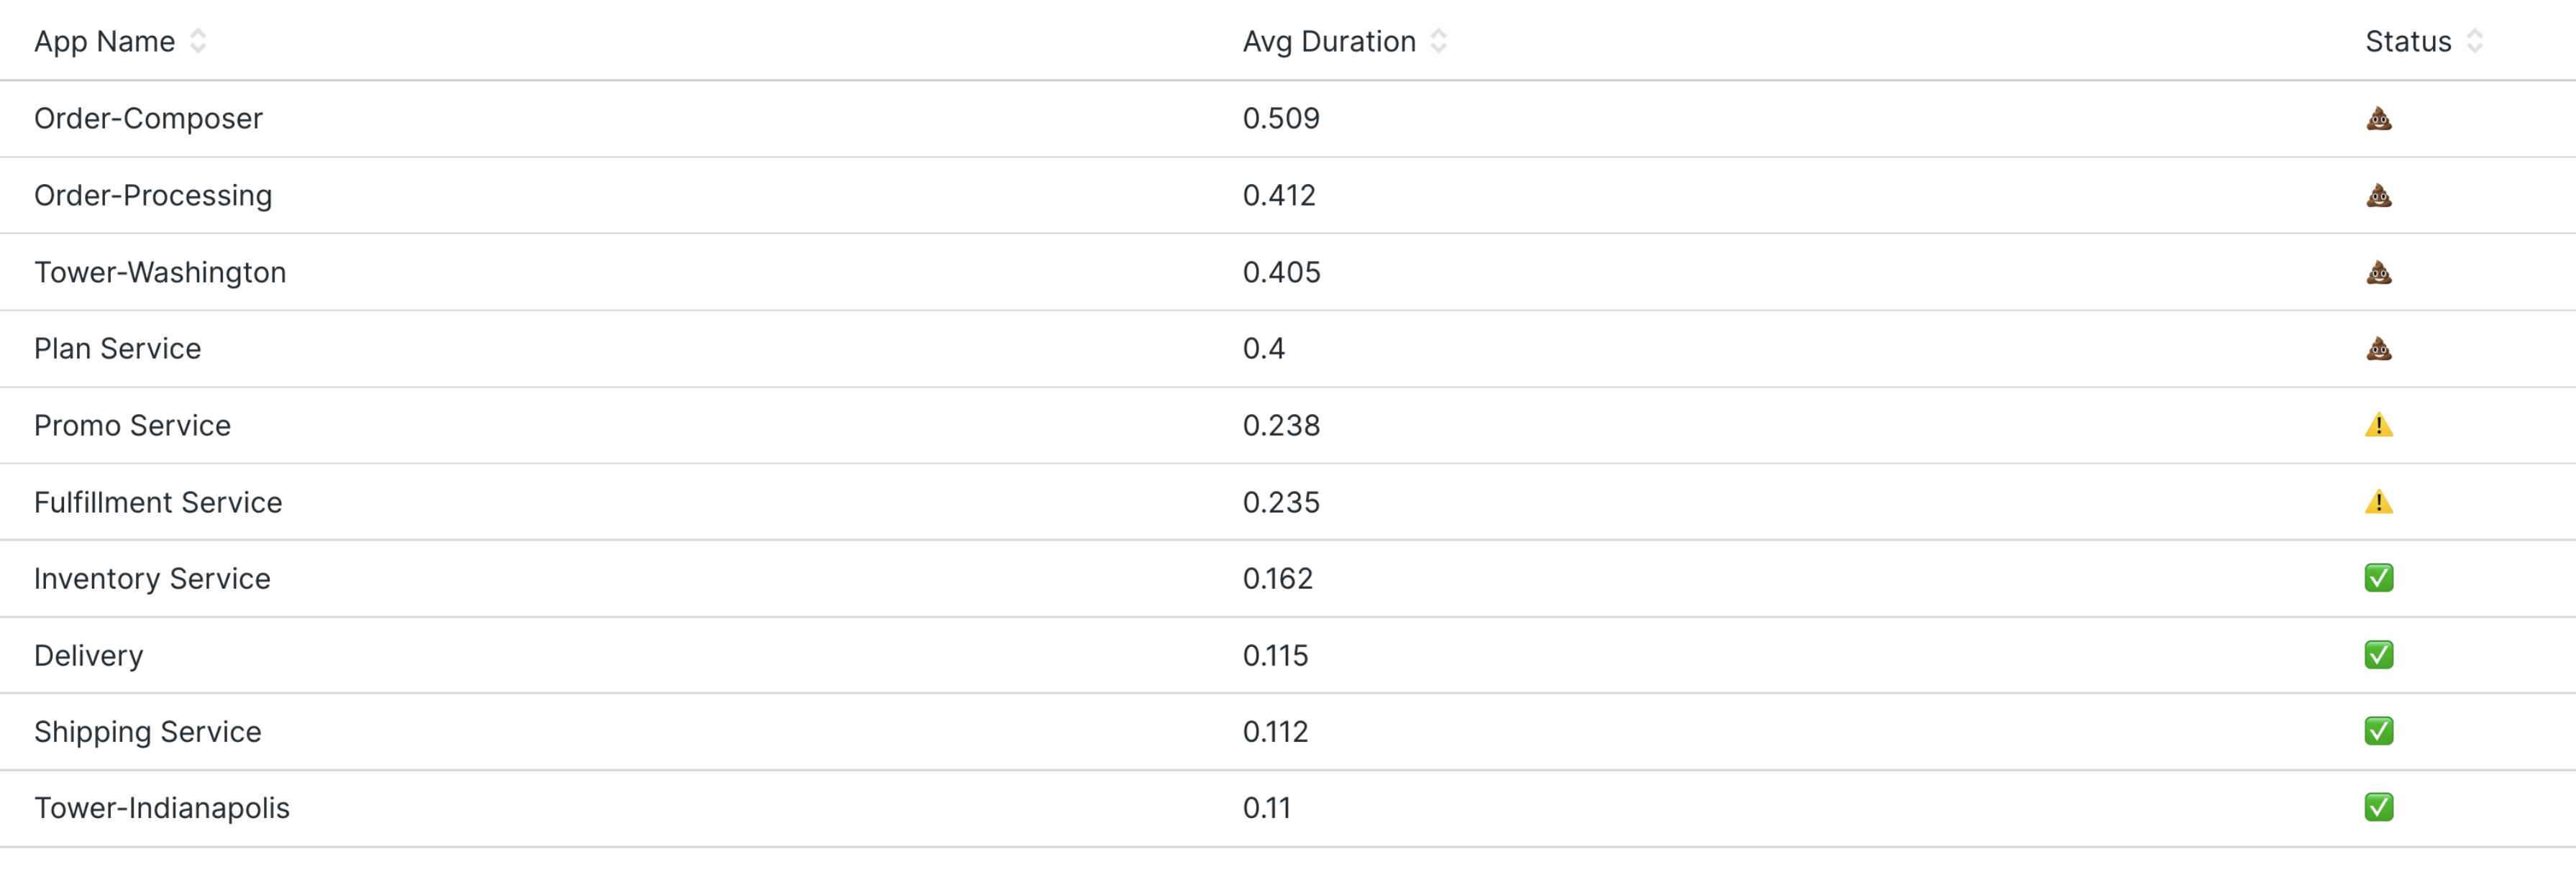 App Name Avg Duration Status
Order-Composer 0.509 💩
Order-Processing 0.412 💩
Tower-Washington 0.405 💩
Plan Service 0.4 💩
Promo Service 0.238 ⚠️
Fulfillment Service 0.235 ⚠️
Inventory Service 0.162 ✅
Delivery 0.115 ✅
Shipping Service 0.112 ✅
Tower-Indianapolis 0.11 ✅